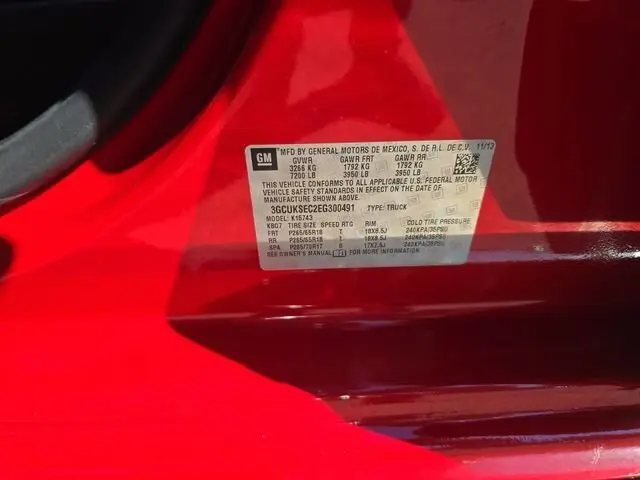 GM MFD BY GENERAL MOTORS DE MEXICO, S. DE R.L. DE C.V. 11/13
GVWR GAWR FRT GAWR RR
3266 KG 1792 KG 1792 KG
7200 LB 3950 LB 3950 LB
THIS VEHICLE CONFORMS TO ALL APPLICABLE U.S. FEDERAL MOTOR
VEHICLE SAFETY STANDARDS IN EFFECT ON THE DATE OF
MANUFACTURE SHOWN ABOVE.
3GCUKSEC2EG300491 TYPE: TRUCK
MODEL: K15743
KB07 TIRE SIZE SPEED RTG RIM COLD TIRE PRESSURE
FRT P265/65R18 T 18X8.5J 240KPA(35PSI)
RR P265/65R18 T 18X8.5J 240KPA(35PSI)
SPA P265/70R17 S 17X7.5J 240KPA(35PSI)
SEE OWNER'S MANUAL FOR MORE INFORMATION